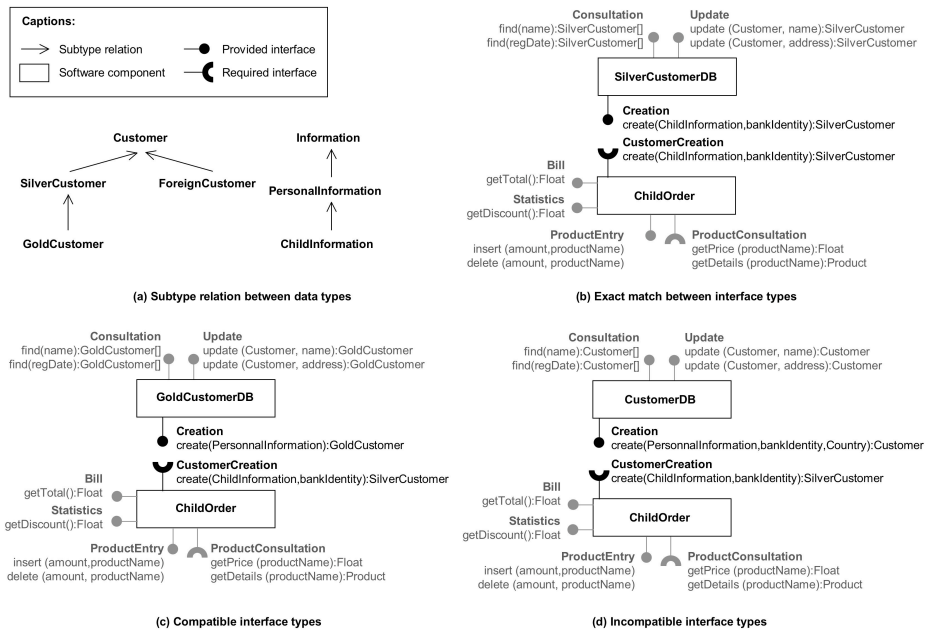 Captions:
Subtype relation
Provided interface
Software component
Required interface
Customer
Information
SilverCustomer
ForeignCustomer
PersonalInformation
GoldCustomer
ChildInformation
(a) Subtype relation between data types
Consultation
find(name):SilverCustomer[]
find(regDate):SilverCustomer[]
Update
update (Customer, name):SilverCustomer
update (Customer, address):SilverCustomer
SilverCustomerDB
Creation
create(ChildInformation,bankIdentity):SilverCustomer
CustomerCreation
create(ChildInformation,bankIdentity):SilverCustomer
Bill
getTotal():Float
Statistics
getDiscount():Float
ChildOrder
ProductEntry
insert (amount,productName)
delete (amount, productName)
ProductConsultation
getPrice (productName):Float
getDetails (productName):Product
(b) Exact match between interface types
Consultation
find(name):GoldCustomer[]
find(regDate):GoldCustomer[]
Update
update (Customer, name):GoldCustomer
update (Customer, address):GoldCustomer
GoldCustomerDB
Creation
create(PersonnalInformation):GoldCustomer
CustomerCreation
create(ChildInformation,bankIdentity):SilverCustomer
Bill
getTotal():Float
Statistics
getDiscount():Float
ChildOrder
ProductEntry
insert (amount,productName)
delete (amount, productName)
ProductConsultation
getPrice (productName):Float
getDetails (productName):Product
(c) Compatible interface types
Consultation
find(name):Customer[]
find(regDate):Customer[]
Update
update (Customer, name):Customer
update (Customer, address):Customer
CustomerDB
Creation
create(PersonnalInformation,bankIdentity,Country):Customer
CustomerCreation
create(ChildInformation,bankIdentity):SilverCustomer
Bill
getTotal():Float
Statistics
getDiscount():Float
ChildOrder
ProductEntry
insert (amount,productName)
delete (amount, productName)
ProductConsultation
getPrice (productName):Float
getDetails (productName):Product
(d) Incompatible interface types